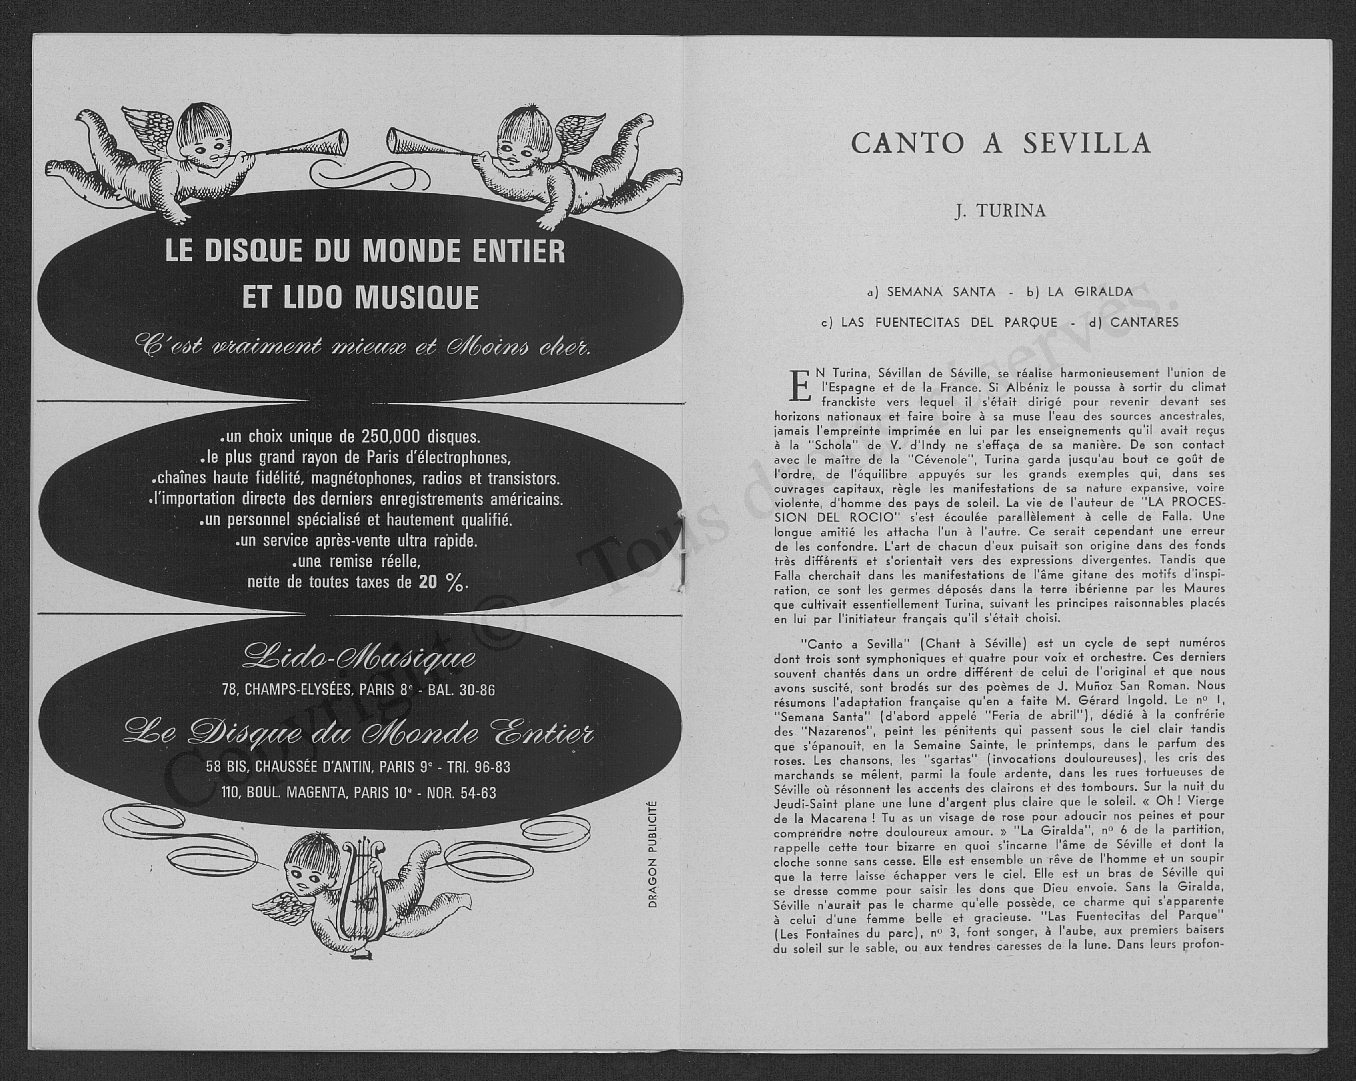 LE DISQUE DU MONDE ENTIER
ET LIDO MUSIQUE
C'est vraiment mieux et Moins cher.
.un choix unique de 250,000 disques.
.le plus grand rayon de Paris d'électrophones,
.chaînes haute fidélité, magnétophones, radios et transistors.
.l'importation directe des derniers enregistrements américains.
.un personnel spécialisé et hautement qualifié.
.un service après-vente ultra rapide.
.une remise réelle,
nette de toutes taxes de 20 %.
Lido-Musique
78, CHAMPS-ELYSÉES, PARIS 8e - BAL. 30-86
Le Disque du Monde Entier
58 BIS, CHAUSSÉE D'ANTIN, PARIS 9e - TRI. 96-83
110, BOUL. MAGENTA, PARIS 10e - NOR. 54-63
DRAGON PUBLICITÉ
CANTO A SEVILLA
J. TURINA
a) SEMANA SANTA - b) LA GIRALDA
c) LAS FUENTECITAS DEL PARQUE - d) CANTARES
EN Turina, Sévillan de Séville, se réalise harmonieusement l'union de
l'Espagne et de la France. Si Albéniz le poussa à sortir du climat
franckiste vers lequel il s'était dirigé pour revenir devant ses
horizons nationaux et faire boire à sa muse l'eau des sources ancestrales,
jamais l'empreinte imprimée en lui par les enseignements qu'il avait reçus
à la "Schola" de V. d'Indy ne s'effaça de sa manière. De son contact
avec le maître de la "Cévenole", Turina garda jusqu'au bout ce goût de
l'ordre, de l'équilibre appuyés sur les grands exemples qui, dans ses
ouvrages capitaux, règle les manifestations de sa nature expansive, voire
violente, d'homme des pays de soleil. La vie de l'auteur de "LA PROCES-
SION DEL ROCIO" s'est écoulée parallèlement à celle de Falla. Une
longue amitié les attacha l'un à l'autre. Ce serait cependant une erreur
de les confondre. L'art de chacun d'eux puisait son origine dans des fonds
très différents et s'orientait vers des expressions divergentes. Tandis que
Falla cherchait dans les manifestations de l'âme gitane des motifs d'inspi-
ration, ce sont les germes déposés dans la terre ibérienne par les Maures
que cultivait essentiellement Turina, suivant les principes raisonnables placés
en lui par l'initiateur français qu'il s'était choisi.
"Canto a Sevilla" (Chant à Séville) est un cycle de sept numéros
dont trois sont symphoniques et quatre pour voix et orchestre. Ces derniers
souvent chantés dans un ordre différent de celui de l'original et que nous
avons suscité, sont brodés sur des poèmes de J. Muñoz San Roman. Nous
résumons l'adaptation française qu'en a faite M. Gérard Ingold. Le no I,
"Semana Santa" (d'abord appelé "Feria de abril"), dédié à la confrérie
des "Nazarenos", peint les pénitents qui passent sous le ciel clair tandis
que s'épanouit, en la Semaine Sainte, le printemps, dans le parfum des
roses. Les chansons, les "sgartas" (invocations douloureuses), les cris des
marchands se mêlent, parmi la foule ardente, dans les rues tortueuses de
Séville où résonnent les accents des clairons et des tombours. Sur la nuit du
Jeudi-Saint plane une lune d'argent plus claire que le soleil. « Oh ! Vierge
de la Macarena ! Tu as un visage de rose pour adoucir nos peines et pour
comprendre notre douloureux amour. » "La Giralda", no 6 de la partition,
rappelle cette tour bizarre en quoi s'incarne l'âme de Séville et dont la
cloche sonne sans cesse. Elle est ensemble un rêve de l'homme et un soupir
que la terre laisse échapper vers le ciel. Elle est un bras de Séville qui
se dresse comme pour saisir les dons que Dieu envoie. Sans la Giralda,
Séville n'aurait pas le charme qu'elle possède, ce charme qui s'apparente
à celui d'une femme belle et gracieuse. "Las Fuentecitas del Parque"
(Les Fontaines du parc), no 3, font songer, à l'aube, aux premiers baisers
du soleil sur le sable, ou aux tendres caresses de la lune. Dans leurs profon-
Copyright © - Tous droits réservés.